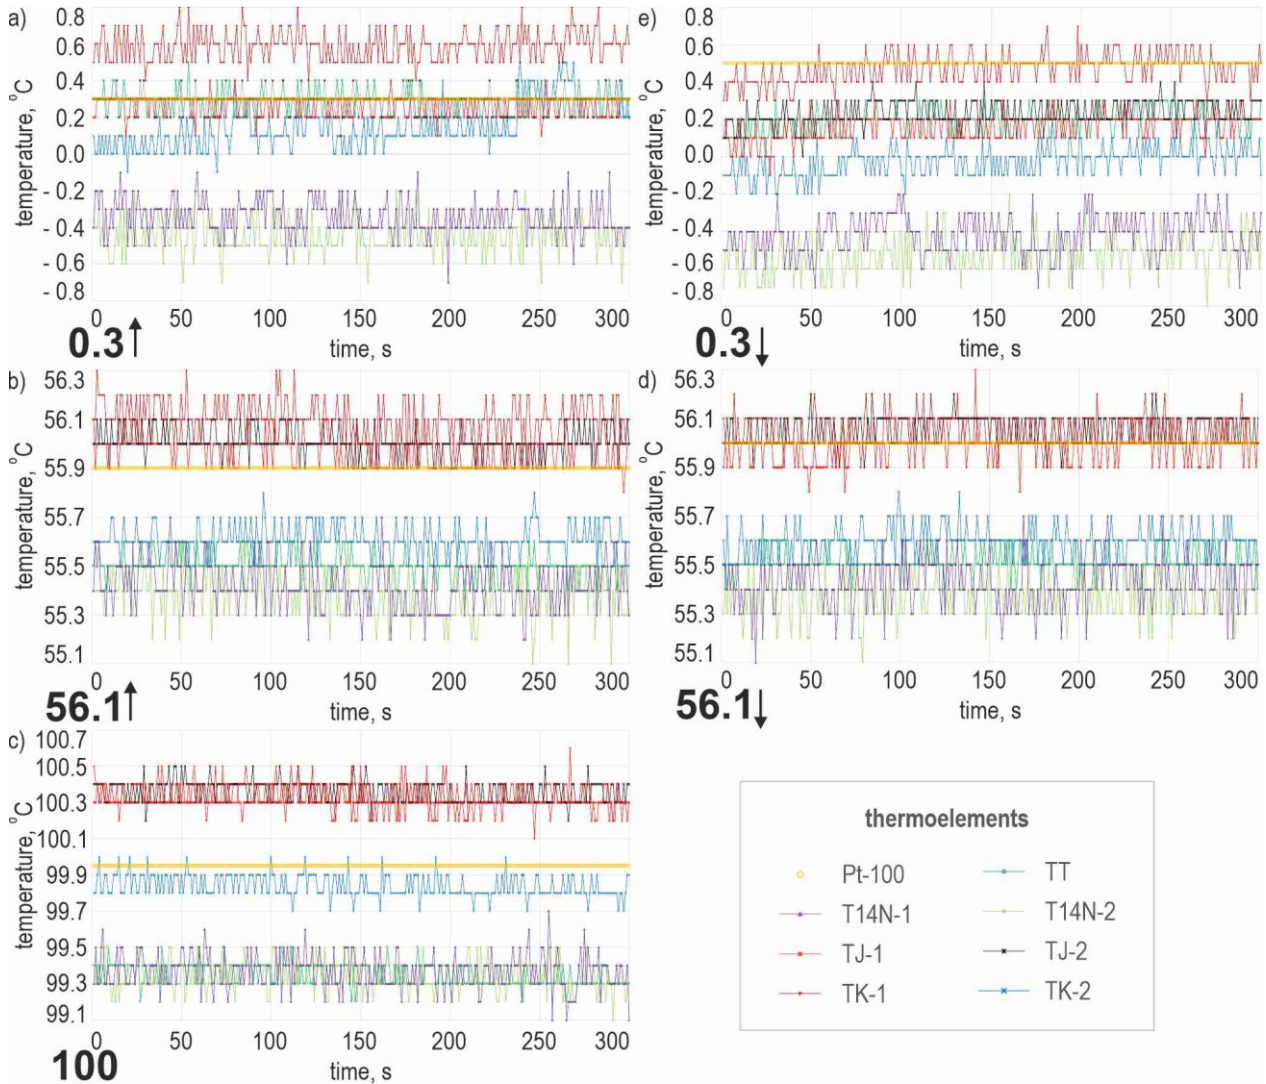 a)
0.8
0.6
0.4
0.2
0.0
- 0.2
- 0.4
- 0.6
- 0.8
temperature, °C
0 50 100 150 200 250 300
time, s
0.3↑
e)
0.8
0.6
0.4
0.2
0.0
- 0.2
- 0.4
- 0.6
- 0.8
temperature, °C
0 50 100 150 200 250 300
time, s
0.3↓
b)
56.3
56.1
55.9
55.7
55.5
55.3
55.1
temperature, °C
0 50 100 150 200 250 300
time, s
56.1↑
d)
56.3
56.1
55.9
55.7
55.5
55.3
55.1
temperature, °C
0 50 100 150 200 250 300
time, s
56.1↓
c)
100.7
100.5
100.3
100.1
99.9
99.7
99.5
99.3
99.1
temperature, °C
0 50 100 150 200 250 300
time, s
100
thermoelements
Pt-100 TT
T14N-1 T14N-2
TJ-1 TJ-2
TK-1 TK-2